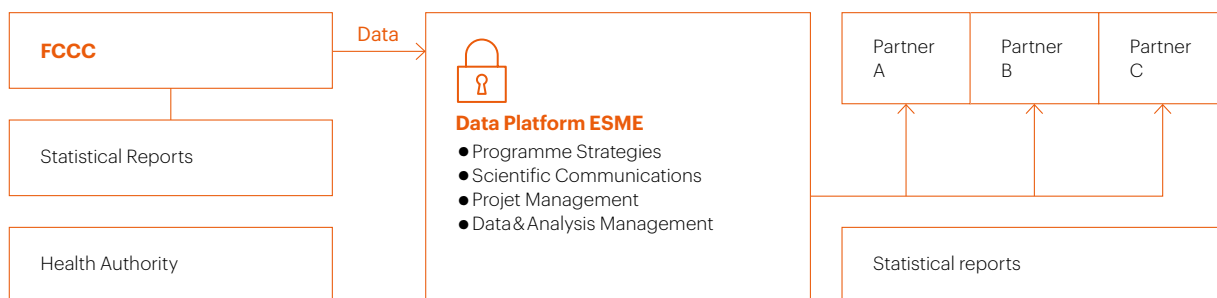 FCCC
Statistical Reports
Health Authority
Data
Data Platform ESME
● Programme Strategies
● Scientific Communications
● Projet Management
● Data&Analysis Management
Partner
A
Partner
B
Partner
C
Statistical reports